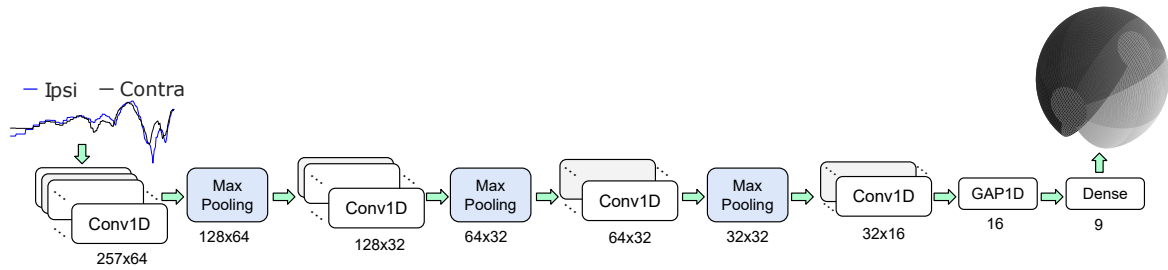 Ipsi
Contra
Conv1D
257x64
Max
Pooling
128x64
Conv1D
128x32
Max
Pooling
64x32
Conv1D
64x32
Max
Pooling
32x32
Conv1D
32x16
GAP1D
16
Dense
9